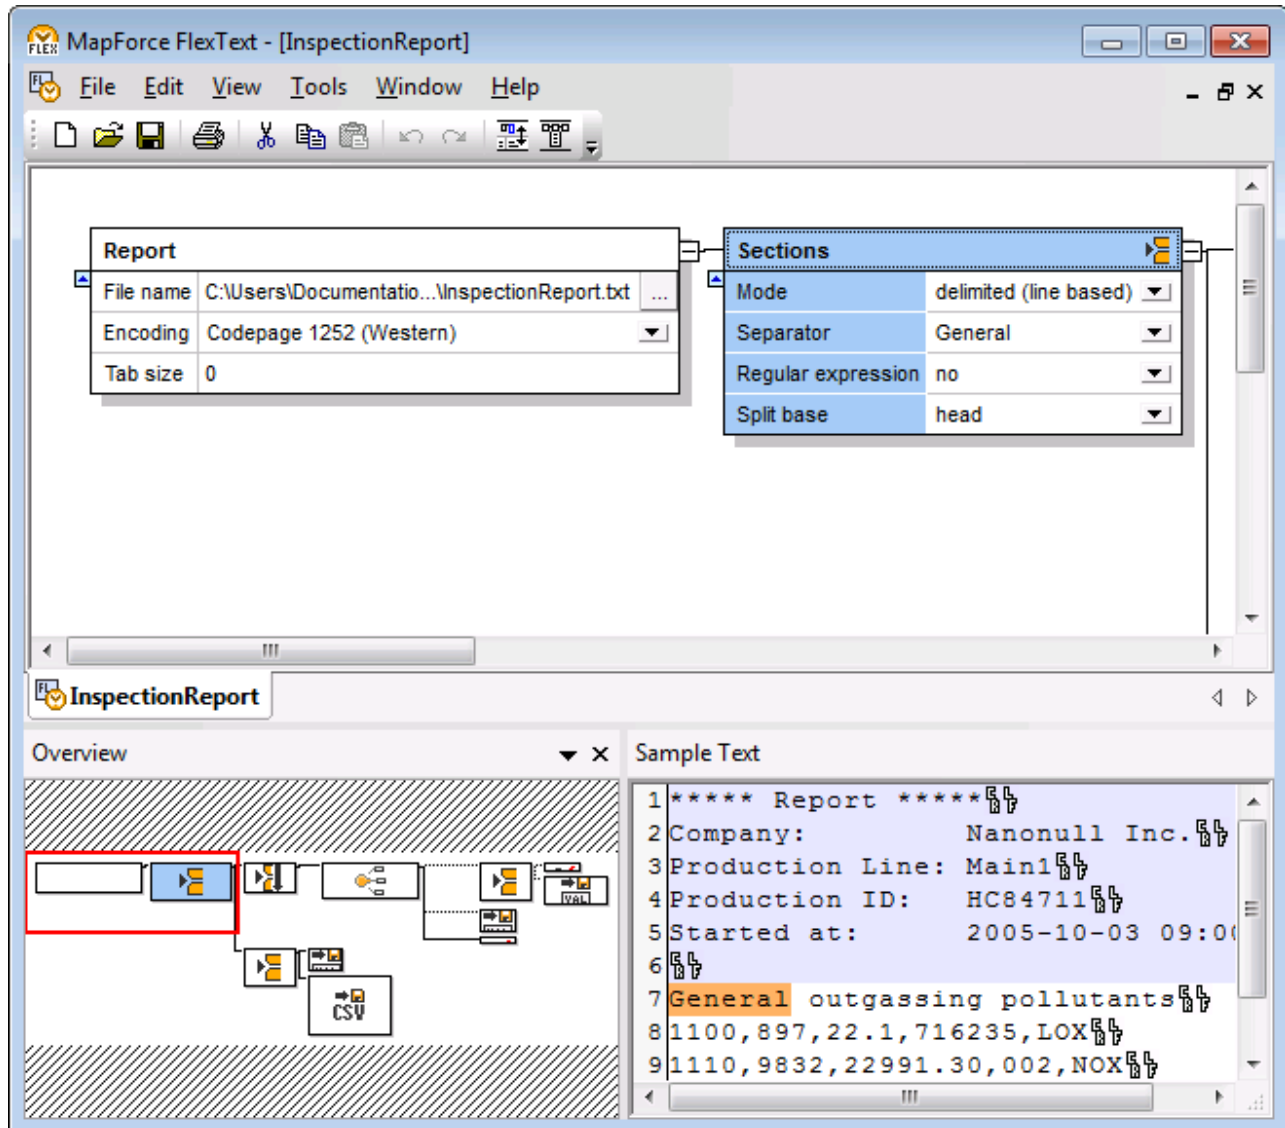 MapForce FlexText - [InspectionReport]
File Edit View Tools Window Help
Report
File name C:\Users\Documentatio...\InspectionReport.txt ...
Encoding Codepage 1252 (Western)
Tab size 0
Sections
Mode delimited (line based)
Separator General
Regular expression no
Split base head
InspectionReport
Overview
CSV
VAL
Sample Text
1 ***** Report *****
2 Company: Nanonull Inc.
3 Production Line: Main1
4 Production ID: HC84711
5 Started at: 2005-10-03 09:00
6
7 General outgassing pollutants
8 1100,897,22.1,716235,LOX
9 1110,9832,22991.30,002,NOX